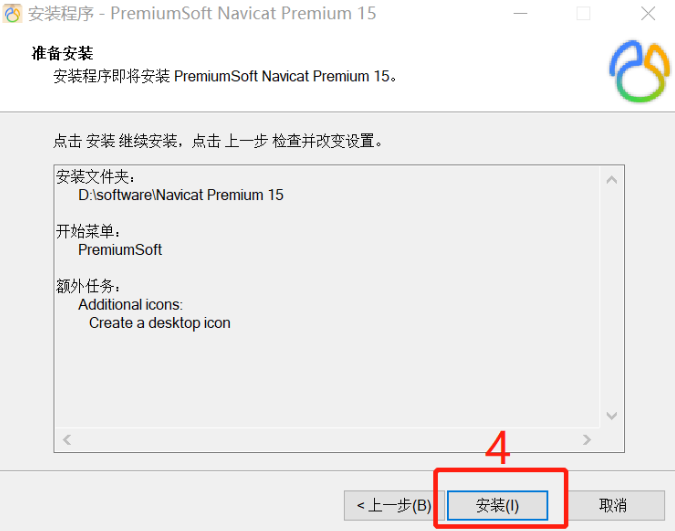 安装程序 - PremiumSoft Navicat Premium 15
准备安装
安装程序即将安装 PremiumSoft Navicat Premium 15。
点击 安装 继续安装，点击 上一步 检查并改变设置。
安装文件夹：
D:\software\Navicat Premium 15
开始菜单：
PremiumSoft
额外任务：
Additional icons:
Create a desktop icon
4
< 上一步(B) 安装(I) 取消